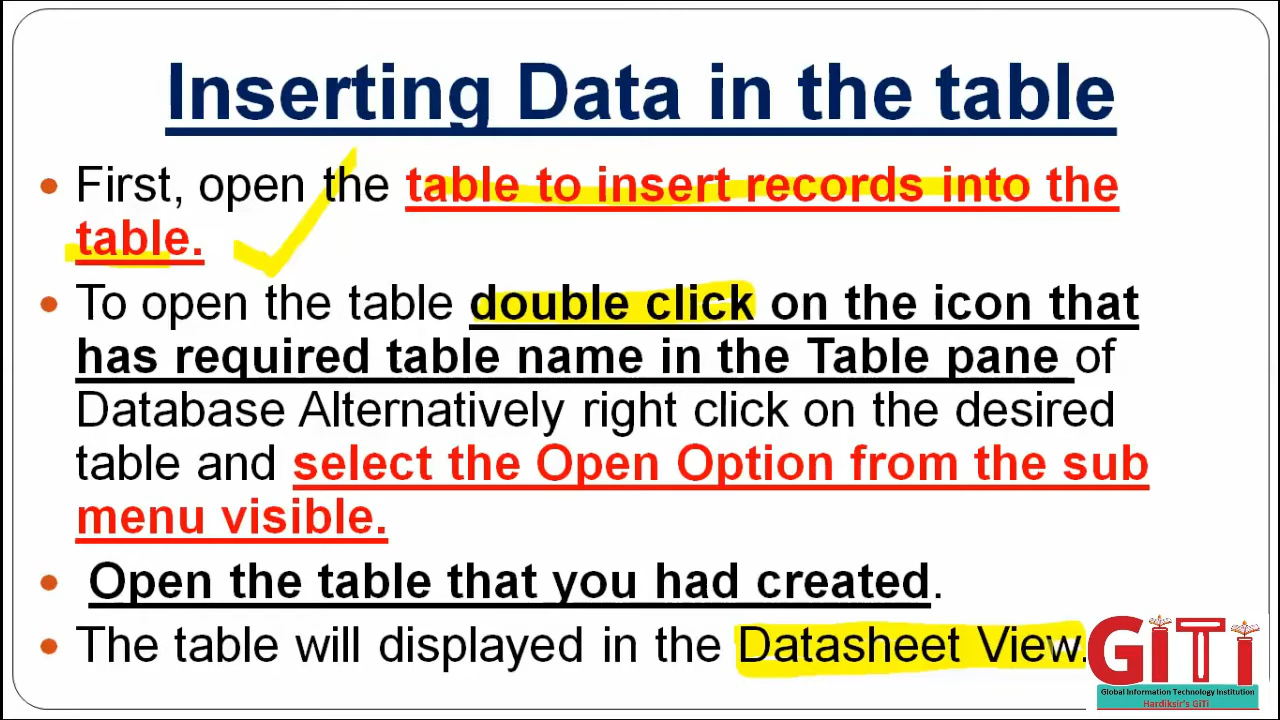 Inserting Data in the table
• First, open the table to insert records into the
table.
• To open the table double click on the icon that
has required table name in the Table pane of
Database Alternatively right click on the desired
table and select the Open Option from the sub
menu visible.
• Open the table that you had created.
• The table will displayed in the Datasheet View.
GiTi
Global Information Technology Institution
Hardiksir's GiTi